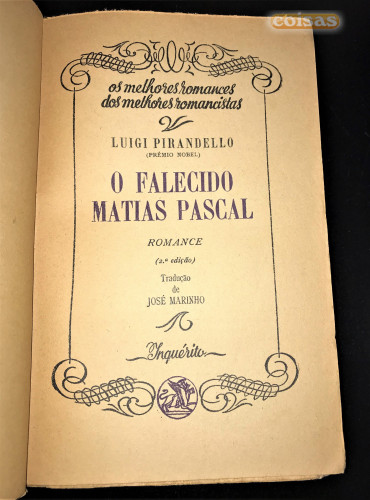 coisas
os melhores romances
dos melhores romancistas
LUIGI PIRANDELLO
(PRÉMIO NOBEL)
O FALECIDO
MATIAS PASCAL
ROMANCE
(2.ª edição)
Tradução
de
JOSÉ MARINHO
Inquérito